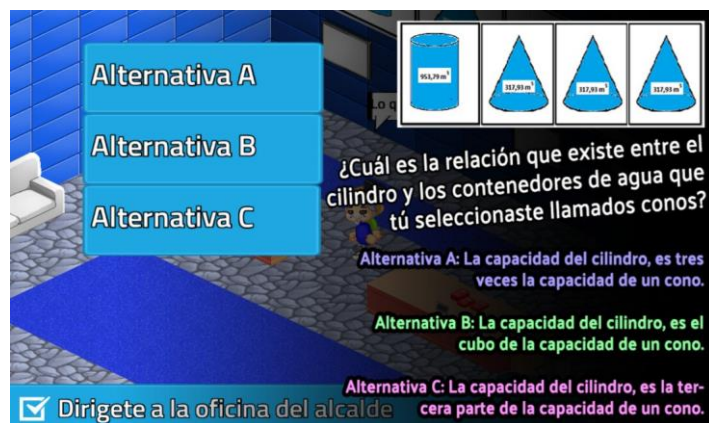 Alternativa A
Alternativa B
Alternativa C
953,79 m³
317,93 m³
317,93 m³
317,93 m³
Lo q
¿Cuál es la relación que existe entre el
cilindro y los contenedores de agua que
tú seleccionaste llamados conos?
Alternativa A: La capacidad del cilindro, es tres
veces la capacidad de un cono.
Alternativa B: La capacidad del cilindro, es el
cubo de la capacidad de un cono.
Alternativa C: La capacidad del cilindro, es la ter-
cera parte de la capacidad de un cono.
Dirigete a la oficina del alcalde